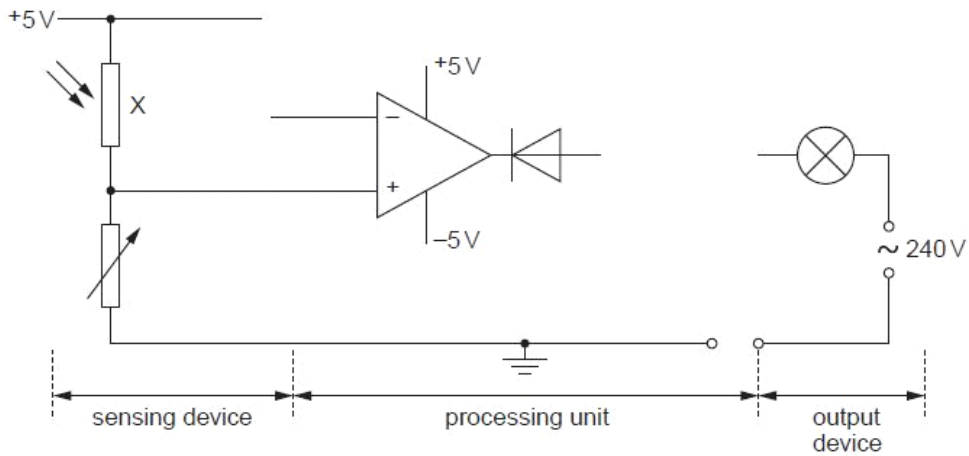 +5V
X
+5V
–
+
–5V
~ 240V
sensing device
processing unit
output
device